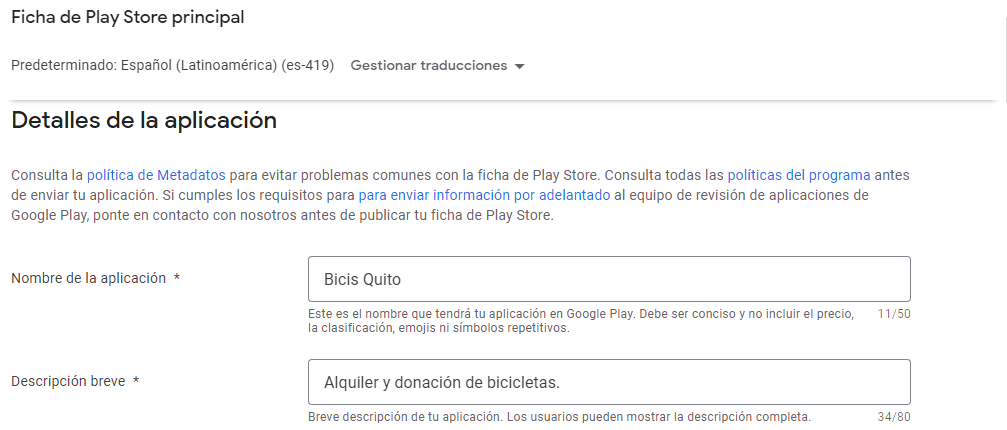 Ficha de Play Store principal
Predeterminado: Español (Latinoamérica) (es-419) Gestionar traducciones
Detalles de la aplicación
Consulta la política de Metadatos para evitar problemas comunes con la ficha de Play Store. Consulta todas las políticas del programa antes
de enviar tu aplicación. Si cumples los requisitos para para enviar información por adelantado al equipo de revisión de aplicaciones de
Google Play, ponte en contacto con nosotros antes de publicar tu ficha de Play Store.
Nombre de la aplicación *
Bicis Quito
Este es el nombre que tendrá tu aplicación en Google Play. Debe ser conciso y no incluir el precio, 11/50
la clasificación, emojis ni símbolos repetitivos.
Descripción breve *
Alquiler y donación de bicicletas.
Breve descripción de tu aplicación. Los usuarios pueden mostrar la descripción completa. 34/80